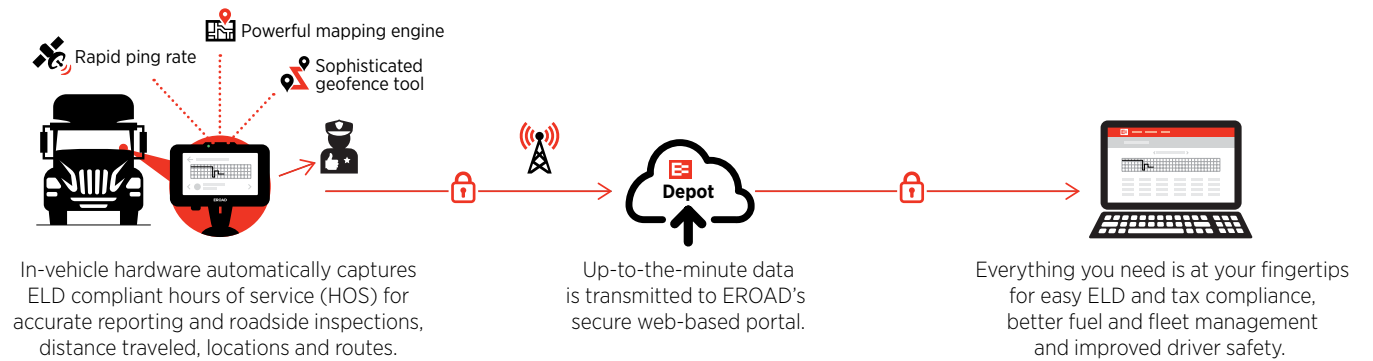 Powerful mapping engine
Rapid ping rate
Sophisticated
geofence tool
EROAD
Depot
In-vehicle hardware automatically captures
ELD compliant hours of service (HOS) for
accurate reporting and roadside inspections,
distance traveled, locations and routes.
Up-to-the-minute data
is transmitted to EROAD’s
secure web-based portal.
Everything you need is at your fingertips
for easy ELD and tax compliance,
better fuel and fleet management
and improved driver safety.